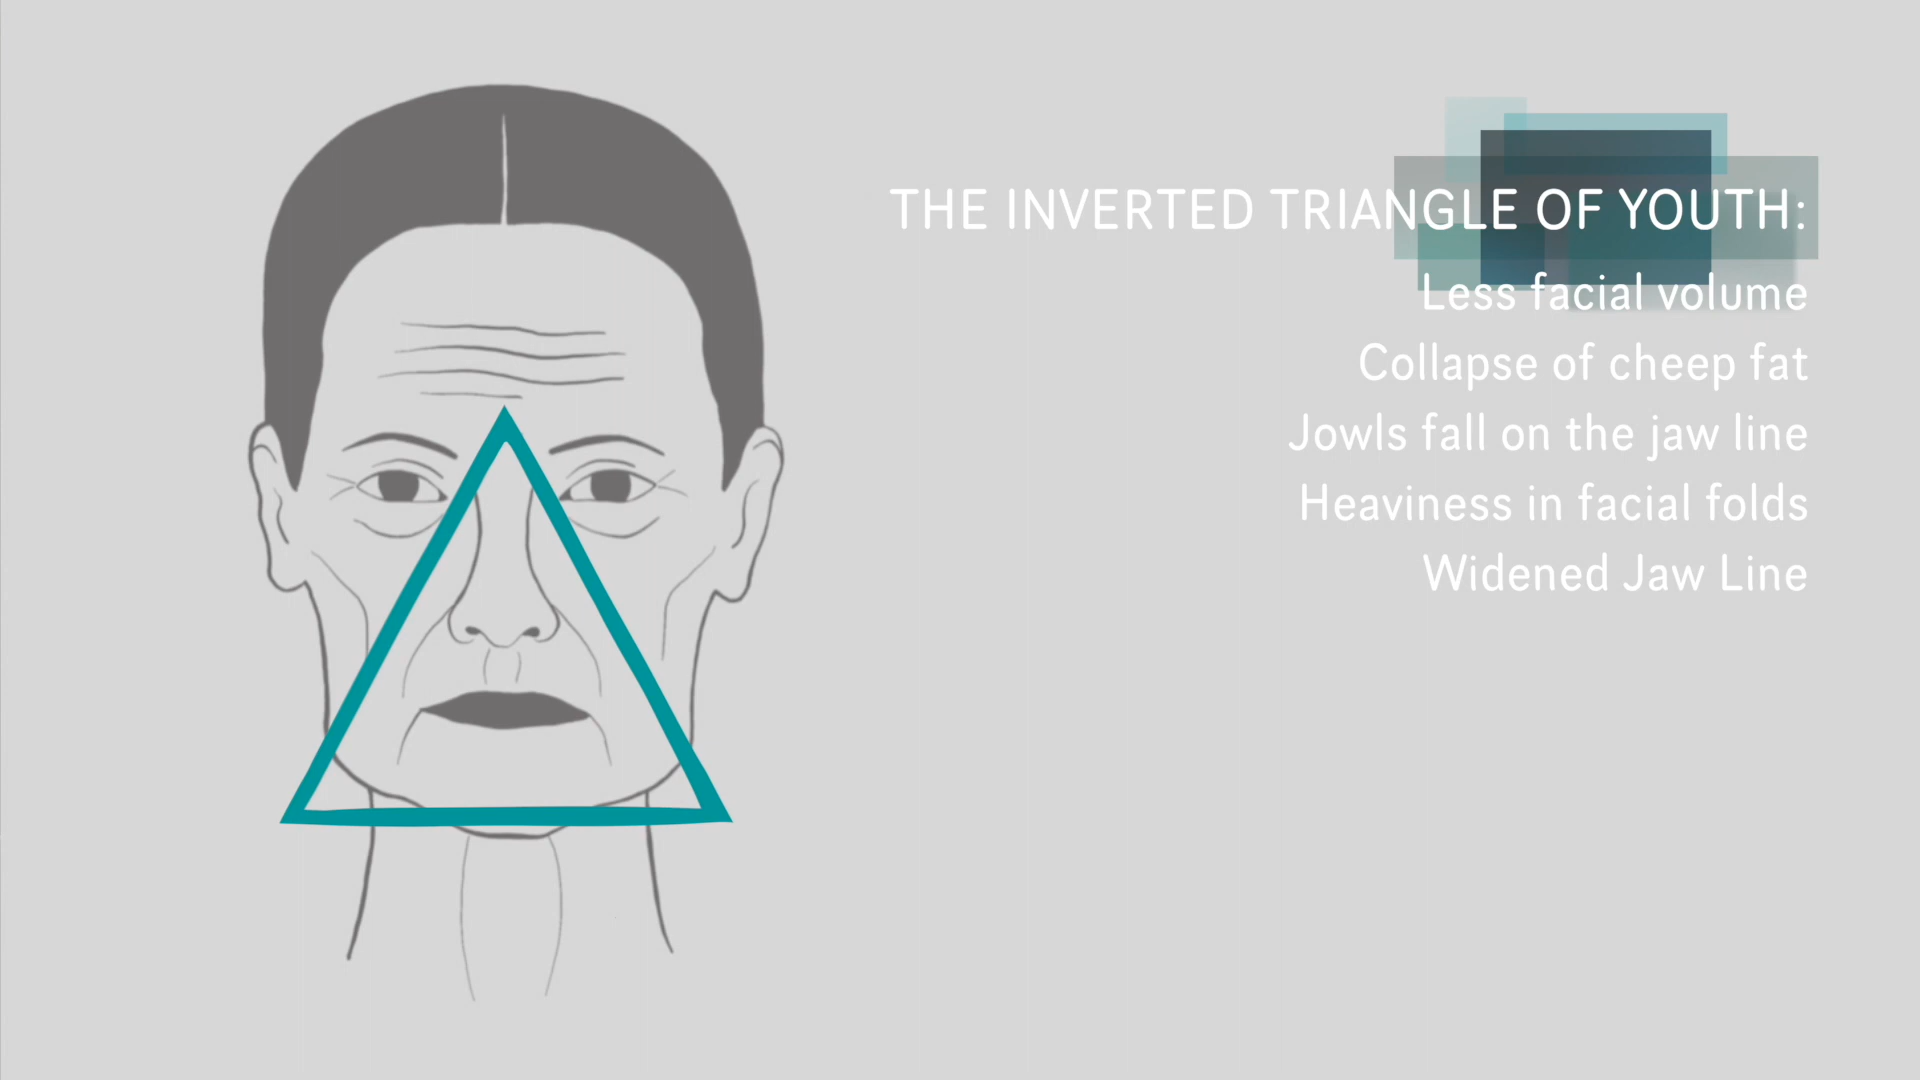 THE INVERTED TRIANGLE OF YOUTH:
Less facial volume
Collapse of cheep fat
Jowls fall on the jaw line
Heaviness in facial folds
Widened Jaw Line